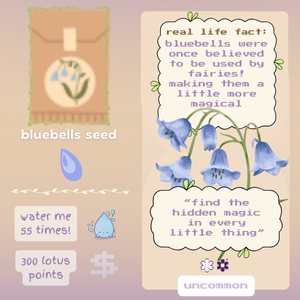 bluebells seed
water me
55 times!
300 lotus
points
$
real life fact:
bluebells were
once believed
to be used by
fairies!
making them a
little more
magical
"find the
hidden magic
in every
little thing"
uncommon